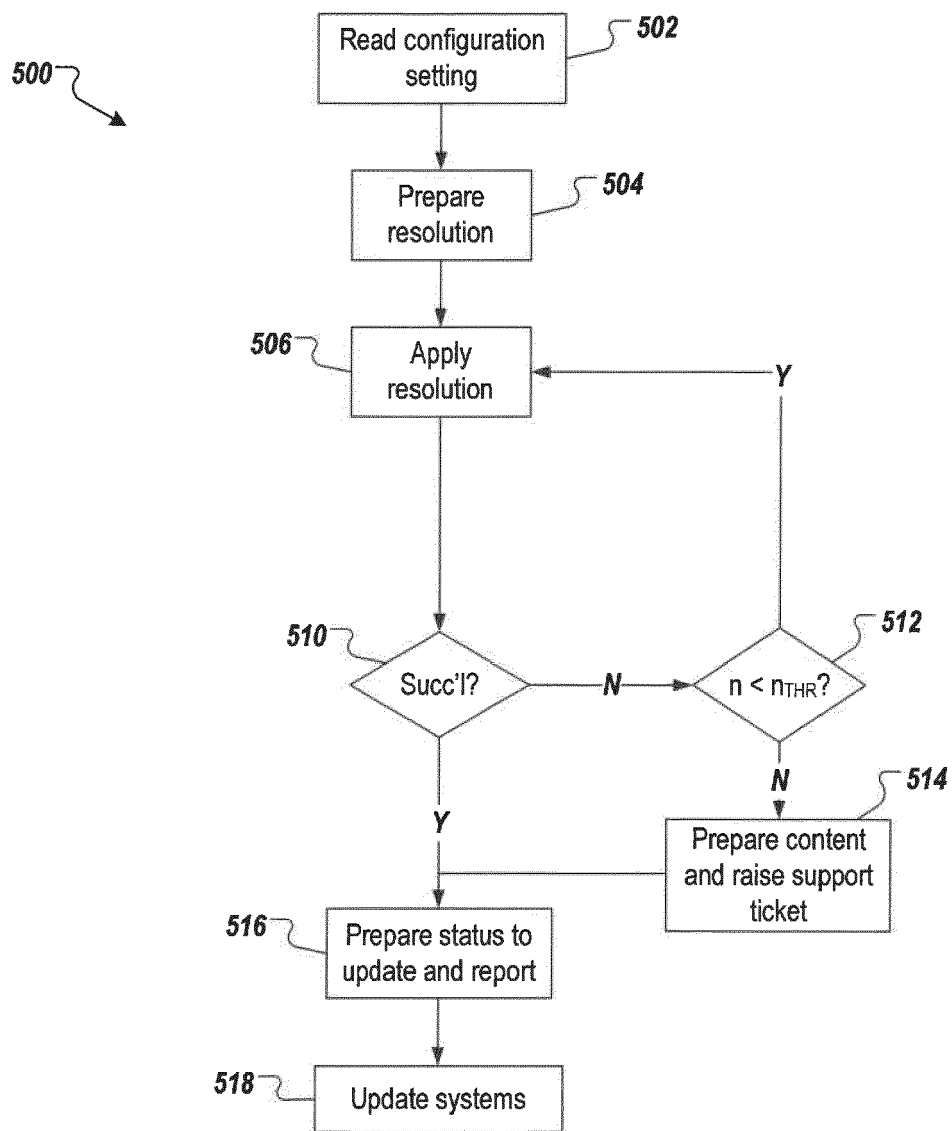 Read configuration
setting
502
500
Prepare
resolution
504
506
Apply
resolution
Y
510
Succ'l?
N
n < nTHR?
512
Y
N
514
Prepare content
and raise support
ticket
516
Prepare status to
update and report
518
Update systems